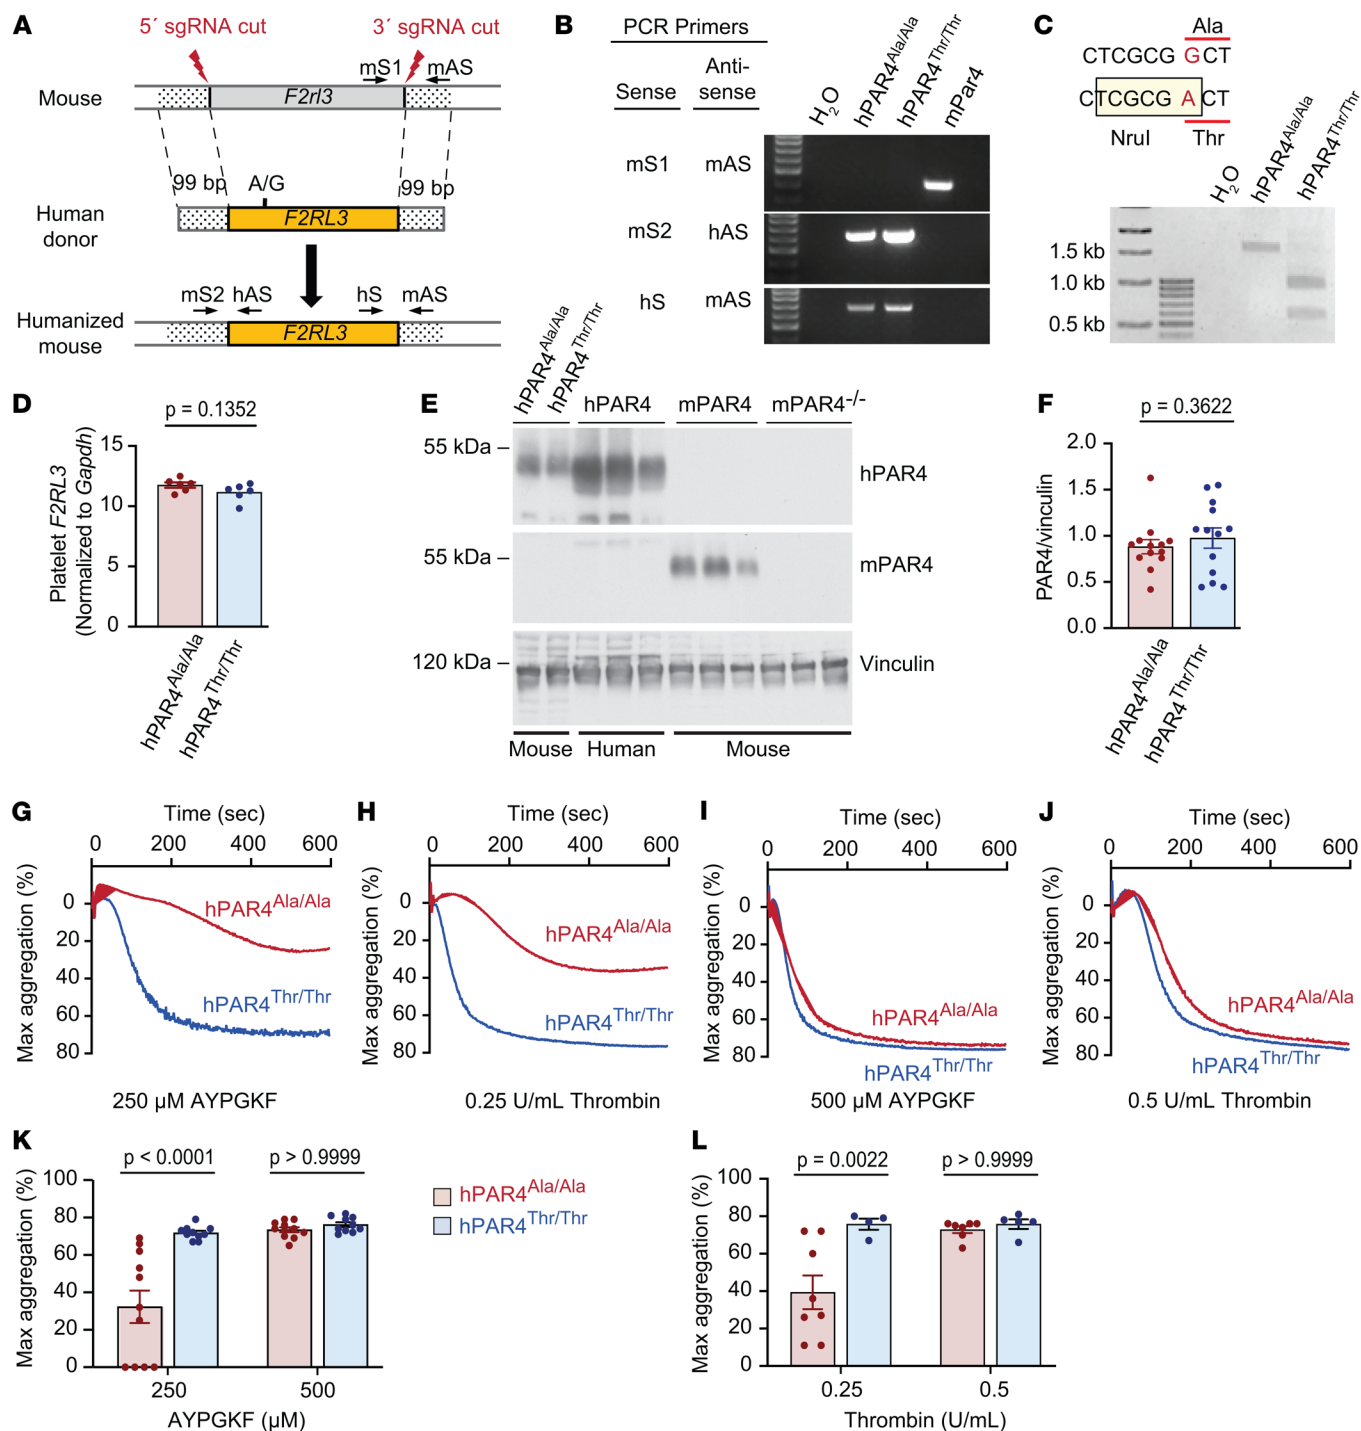 A
5´ sgRNA cut
3´ sgRNA cut
mS1
mAS
Mouse
F2rl3
99 bp
A/G
99 bp
Human
donor
F2RL3
mS2
hAS
hS
mAS
Humanized
mouse
F2RL3
B
PCR Primers
Sense
Anti-
sense
H2O
hPAR4Ala/Ala
hPAR4Thr/Thr
mPar4
mS1
mAS
mS2
hAS
hS
mAS
C
Ala
CTCGCG GCT
CTCGCG ACT
NruI
Thr
H2O
hPAR4Ala/Ala
hPAR4Thr/Thr
1.5 kb
1.0 kb
0.5 kb
D
p = 0.1352
Platelet F2RL3
(Normalized to Gapdh)
15
10
5
0
hPAR4Ala/Ala
hPAR4Thr/Thr
E
hPAR4Ala/Ala
hPAR4Thr/Thr
hPAR4
mPAR4
mPAR4-/-
55 kDa
hPAR4
55 kDa
mPAR4
120 kDa
Vinculin
Mouse
Human
Mouse
F
p = 0.3622
PAR4/vinculin
2.0
1.5
1.0
0.5
0.0
hPAR4Ala/Ala
hPAR4Thr/Thr
G
Time (sec)
0 200 400 600
Max aggregation (%)
0
20
40
60
80
hPAR4Ala/Ala
hPAR4Thr/Thr
250 µM AYPGKF
H
Time (sec)
0 200 400 600
Max aggregation (%)
0
20
40
60
80
hPAR4Ala/Ala
hPAR4Thr/Thr
0.25 U/mL Thrombin
I
Time (sec)
0 200 400 600
Max aggregation (%)
0
20
40
60
80
hPAR4Ala/Ala
hPAR4Thr/Thr
500 µM AYPGKF
J
Time (sec)
0 200 400 600
Max aggregation (%)
0
20
40
60
80
hPAR4Ala/Ala
hPAR4Thr/Thr
0.5 U/mL Thrombin
K
p < 0.0001
p > 0.9999
Max aggregation (%)
100
80
60
40
20
0
250
500
AYPGKF (µM)
hPAR4Ala/Ala
hPAR4Thr/Thr
L
p = 0.0022
p > 0.9999
Max aggregation (%)
100
80
60
40
20
0
0.25
0.5
Thrombin (U/mL)